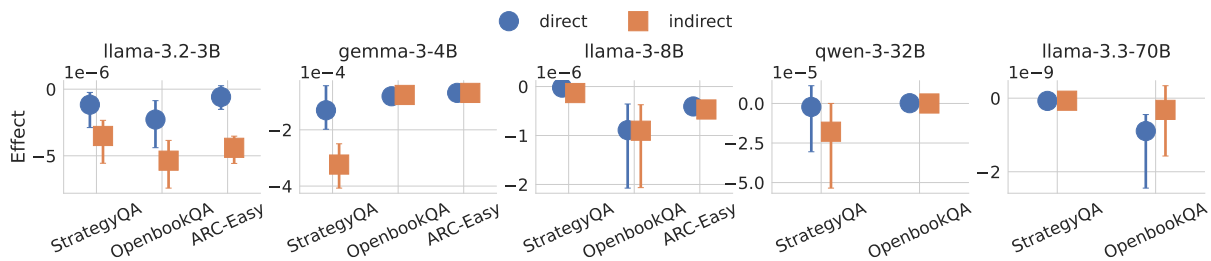 direct indirect
llama-3.2-3B gemma-3-4B llama-3-8B qwen-3-32B llama-3.3-70B
1e−6 1e−4 1e−6 1e−5 1e−9
Effect
0 −5
−2 −4
0 −1 −2
0.0 −2.5 −5.0
0 −2
StrategyQA OpenbookQA ARC-Easy
StrategyQA OpenbookQA ARC-Easy
StrategyQA OpenbookQA ARC-Easy
StrategyQA OpenbookQA
StrategyQA OpenbookQA